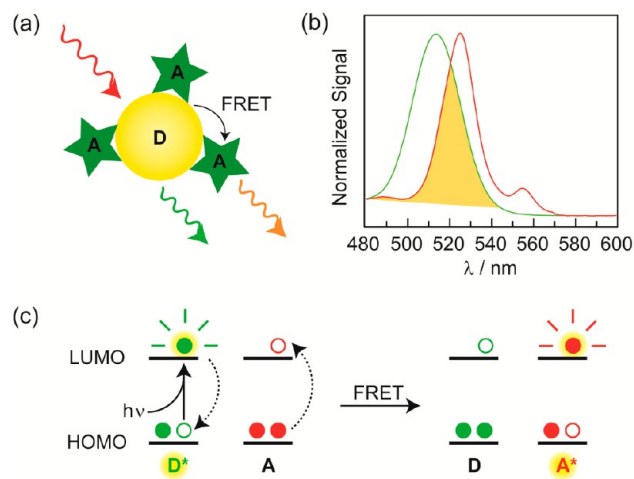 (a)
A
FRET
A
D
A
(b)
Normalized Signal
480 500 520 540 560 580 600
λ / nm
(c)
LUMO
hν
FRET
HOMO
D* A D A*